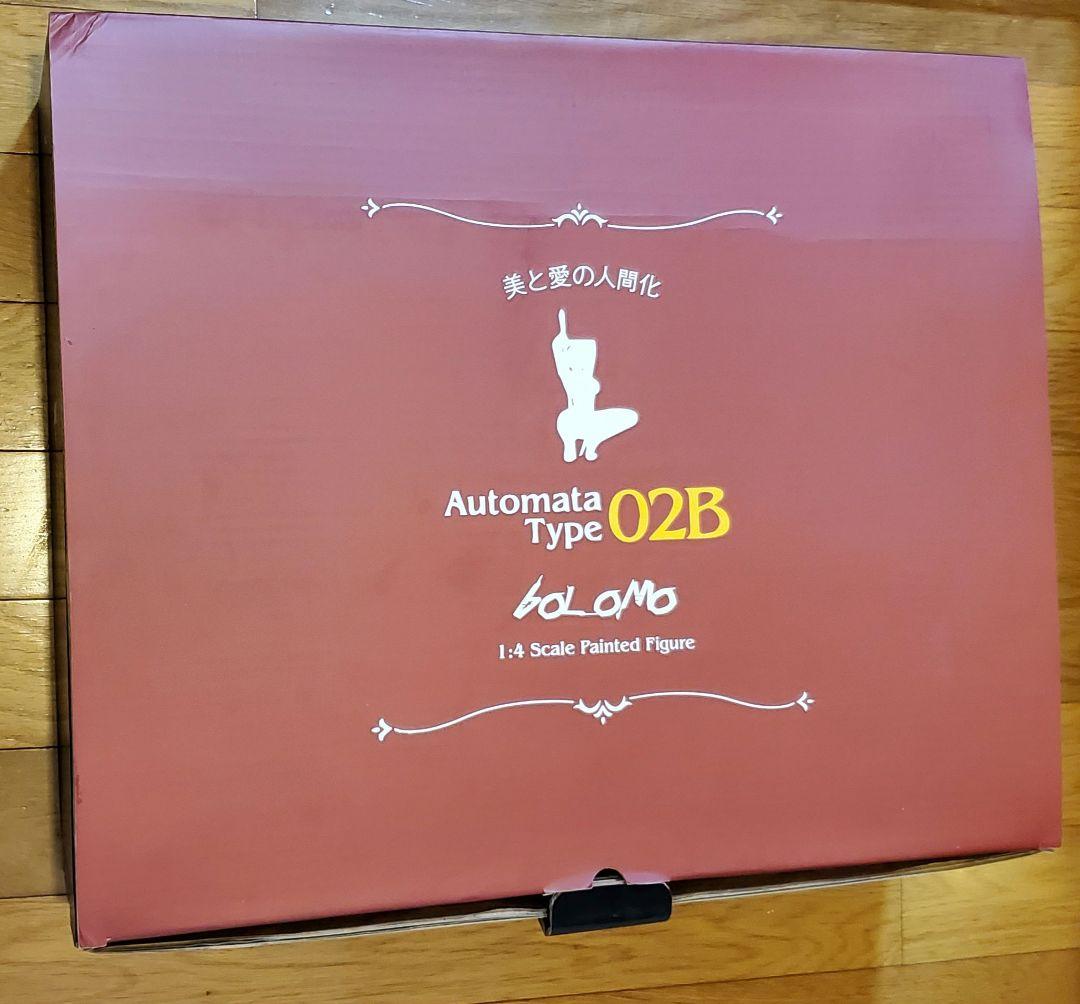 美と愛の人間化
Automata
Type 02B
bOLOMO
1:4 Scale Painted Figure